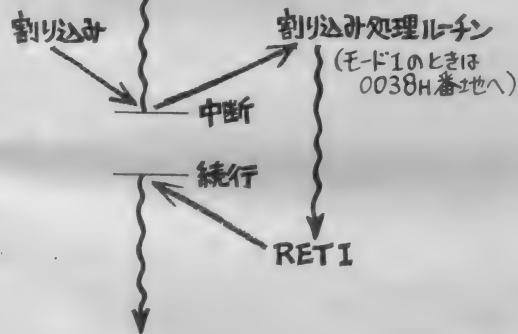 割り込み
割り込み処理ルーチン
(モード1のときは
0038H番地へ)
中断
続行
RETI